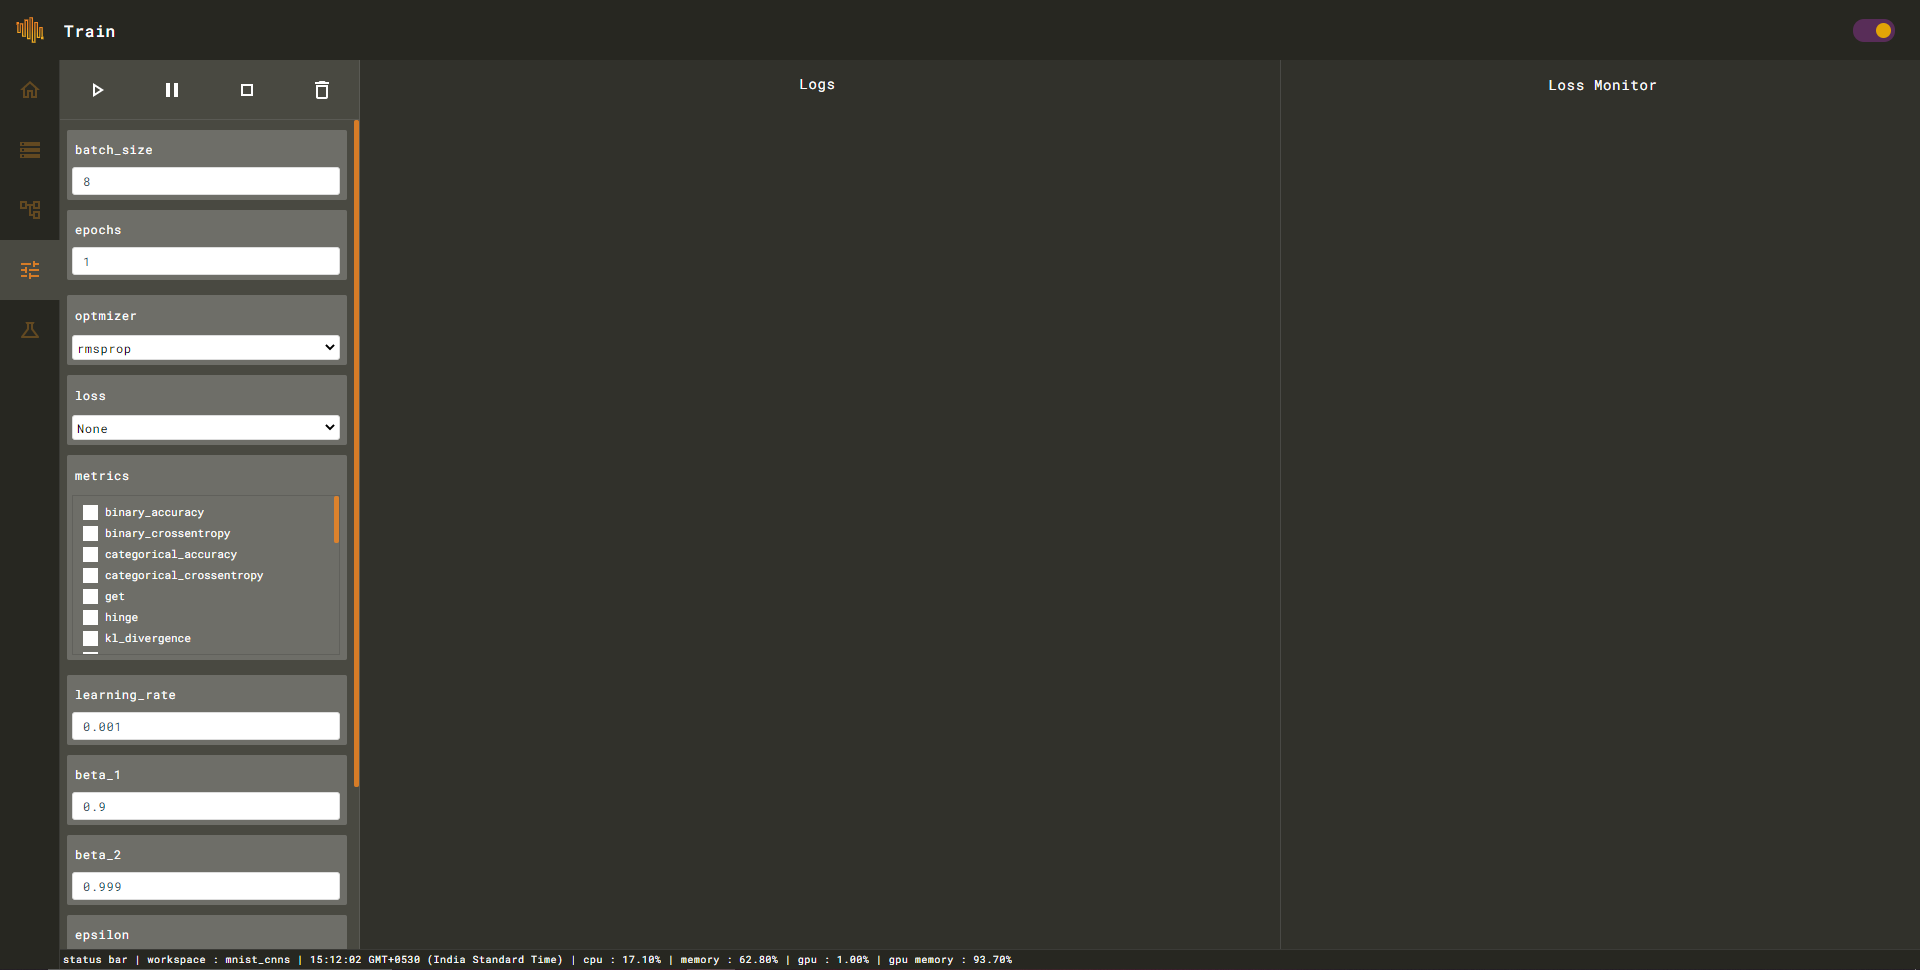 Train
Logs
Loss Monitor
batch_size
8
epochs
1
optmizer
rmsprop
loss
None
metrics
binary_accuracy
binary_crossentropy
categorical_accuracy
categorical_crossentropy
get
hinge
kl_divergence
learning_rate
0.001
beta_1
0.9
beta_2
0.999
epsilon
status bar | workspace : mnist_cnns | 15:12:02 GMT+0530 (India Standard Time) | cpu : 17.10% | memory : 62.80% | gpu : 1.00% | gpu memory : 93.70%